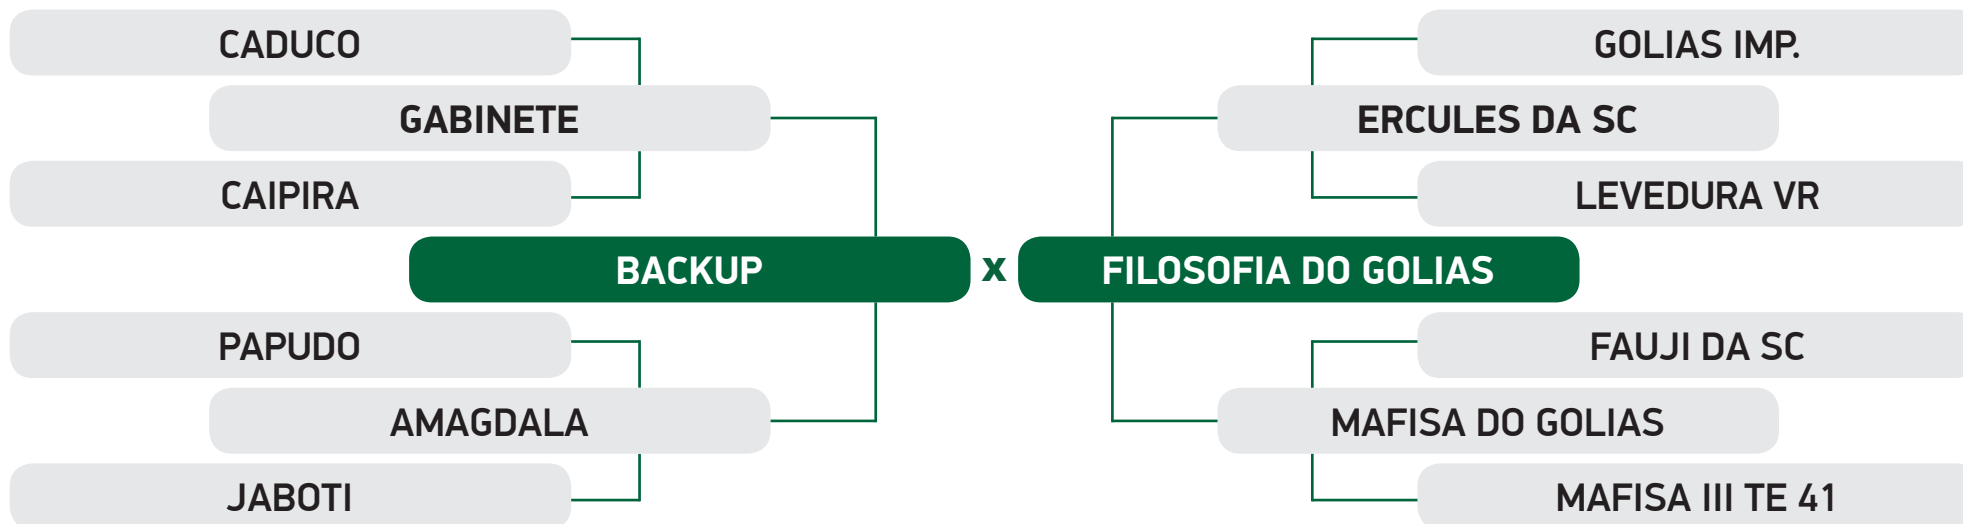 CADUCO
GOLIAS IMP.
GABINETE
ERCULES DA SC
CAIPIRA
LEVEDURA VR
BACKUP x FILOSOFIA DO GOLIAS
PAPUDO
FAUJI DA SC
AMAGDALA
MAFISA DO GOLIAS
JABOTI
MAFISA III TE 41